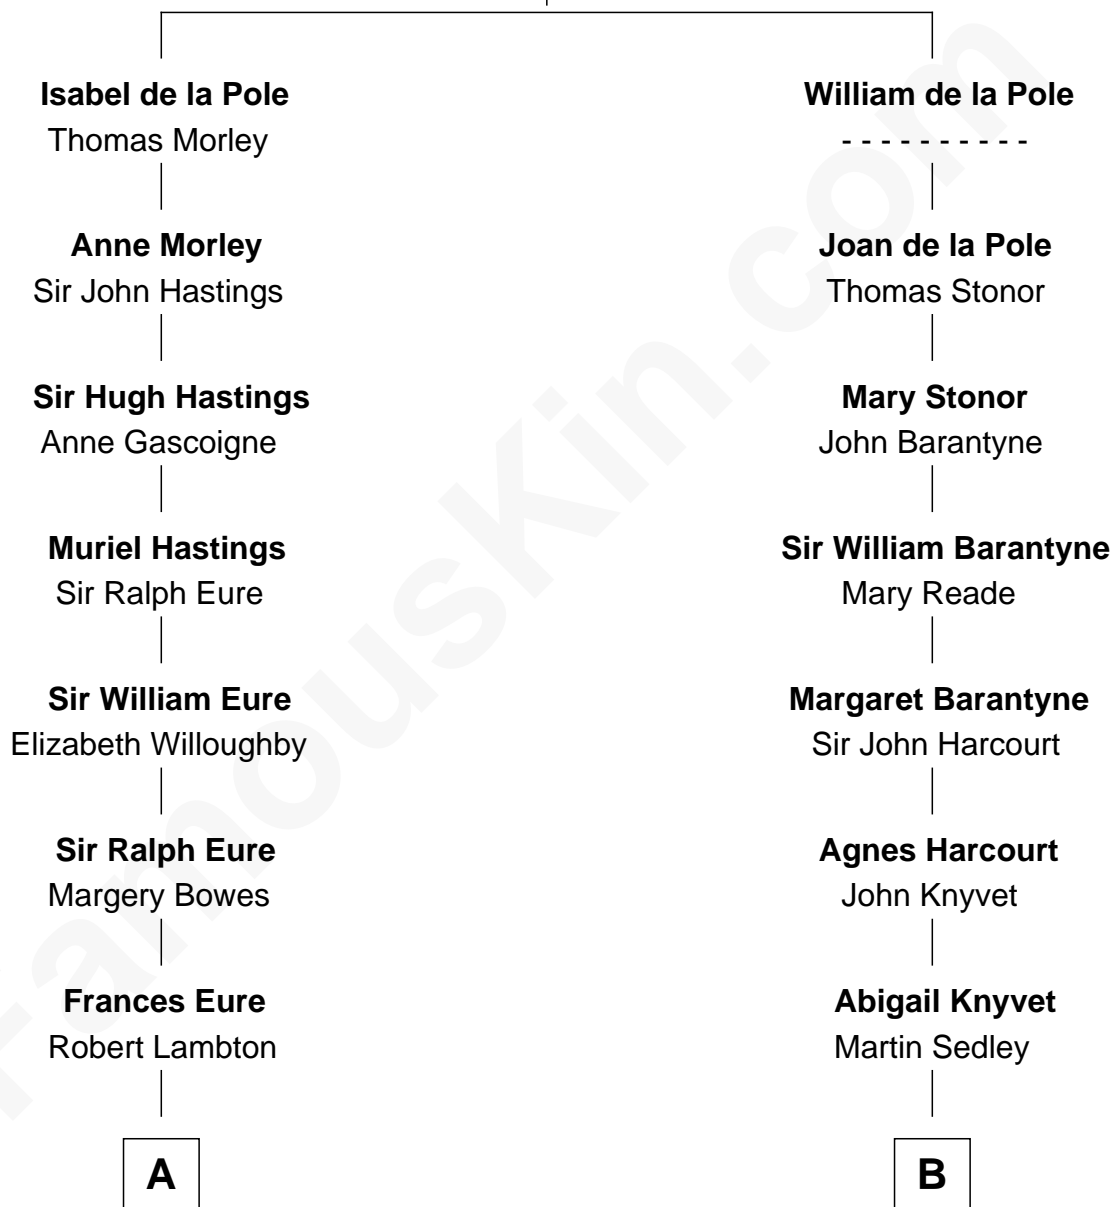 Isabel de la Pole
Thomas Morley
Anne Morley
Sir John Hastings
Sir Hugh Hastings
Anne Gascoigne
Muriel Hastings
Sir Ralph Eure
Sir William Eure
Elizabeth Willoughby
Sir Ralph Eure
Margery Bowes
Frances Eure
Robert Lambton
A
William de la Pole
- - - - - - - - - -
Joan de la Pole
Thomas Stonor
Mary Stonor
John Barantyne
Sir William Barantyne
Mary Reade
Margaret Barantyne
Sir John Harcourt
Agnes Harcourt
John Knyvet
Abigail Knyvet
Martin Sedley
B
FamousKin.com